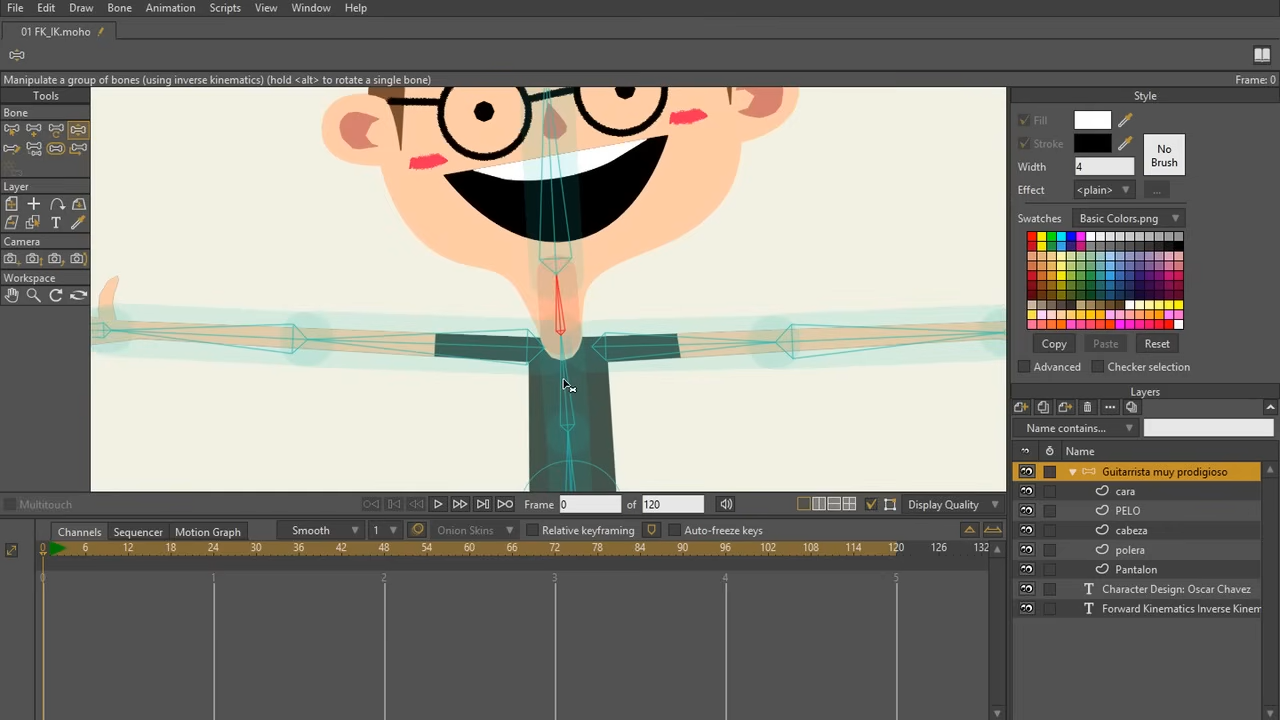 File Edit Draw Bone Animation Scripts View Window Help
01 FK_IK.moho
Manipulate a group of bones (using inverse kinematics) (hold <alt> to rotate a single bone) Frame: 0
Tools
Bone
Layer
T
Camera
Workspace
Style
Fill
Stroke
No
Brush
Width 4
Effect <plain> ...
Swatches Basic Colors.png
Copy Paste Reset
Advanced Checker selection
Layers
Name contains...
Name
Guitarrista muy prodigioso
cara
PELO
cabeza
polera
Pantalon
T Character Design: Oscar Chavez
T Forward Kinematics Inverse Kinem
Multitouch Frame 0 of 120 Display Quality
Channels Sequencer Motion Graph Smooth 1 Onion Skins Relative keyframing Auto-freeze keys
0 6 12 18 24 30 36 42 48 54 60 66 72 78 84 90 96 102 108 114 120 126 132
0 1 2 3 4 5